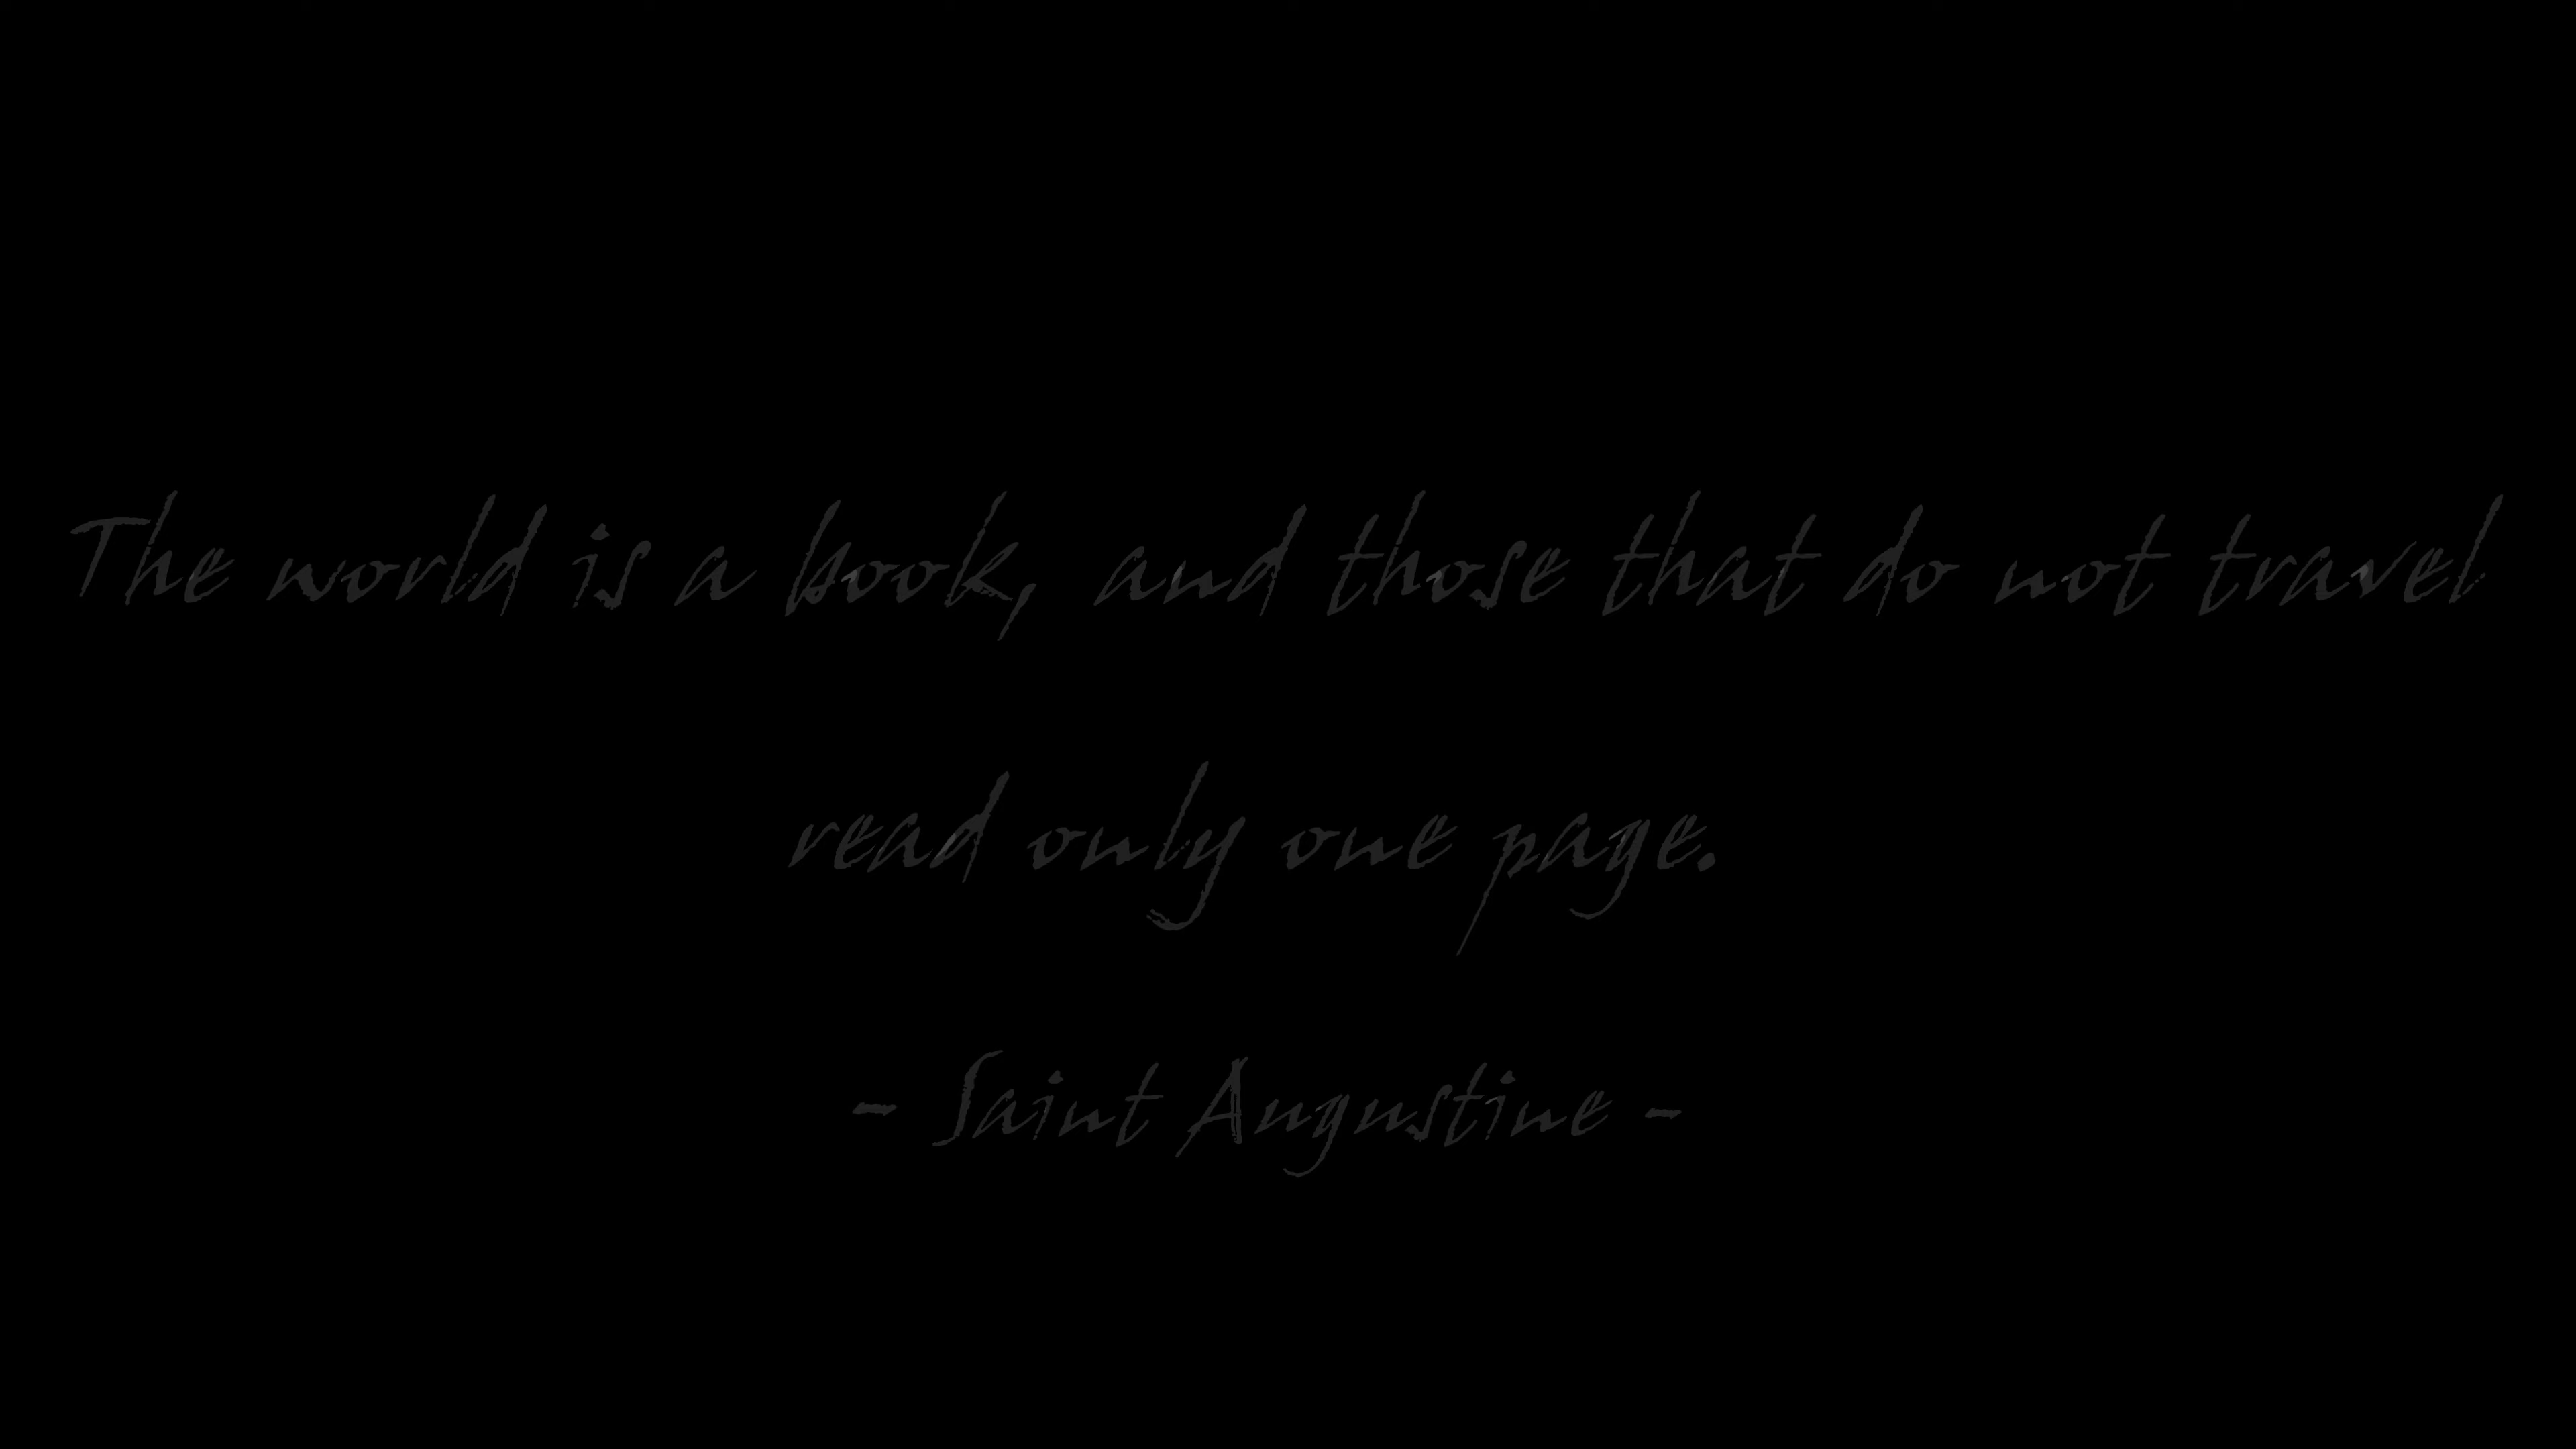 The world is a book, and those that do not travel
read only one page.
- Saint Augustine -